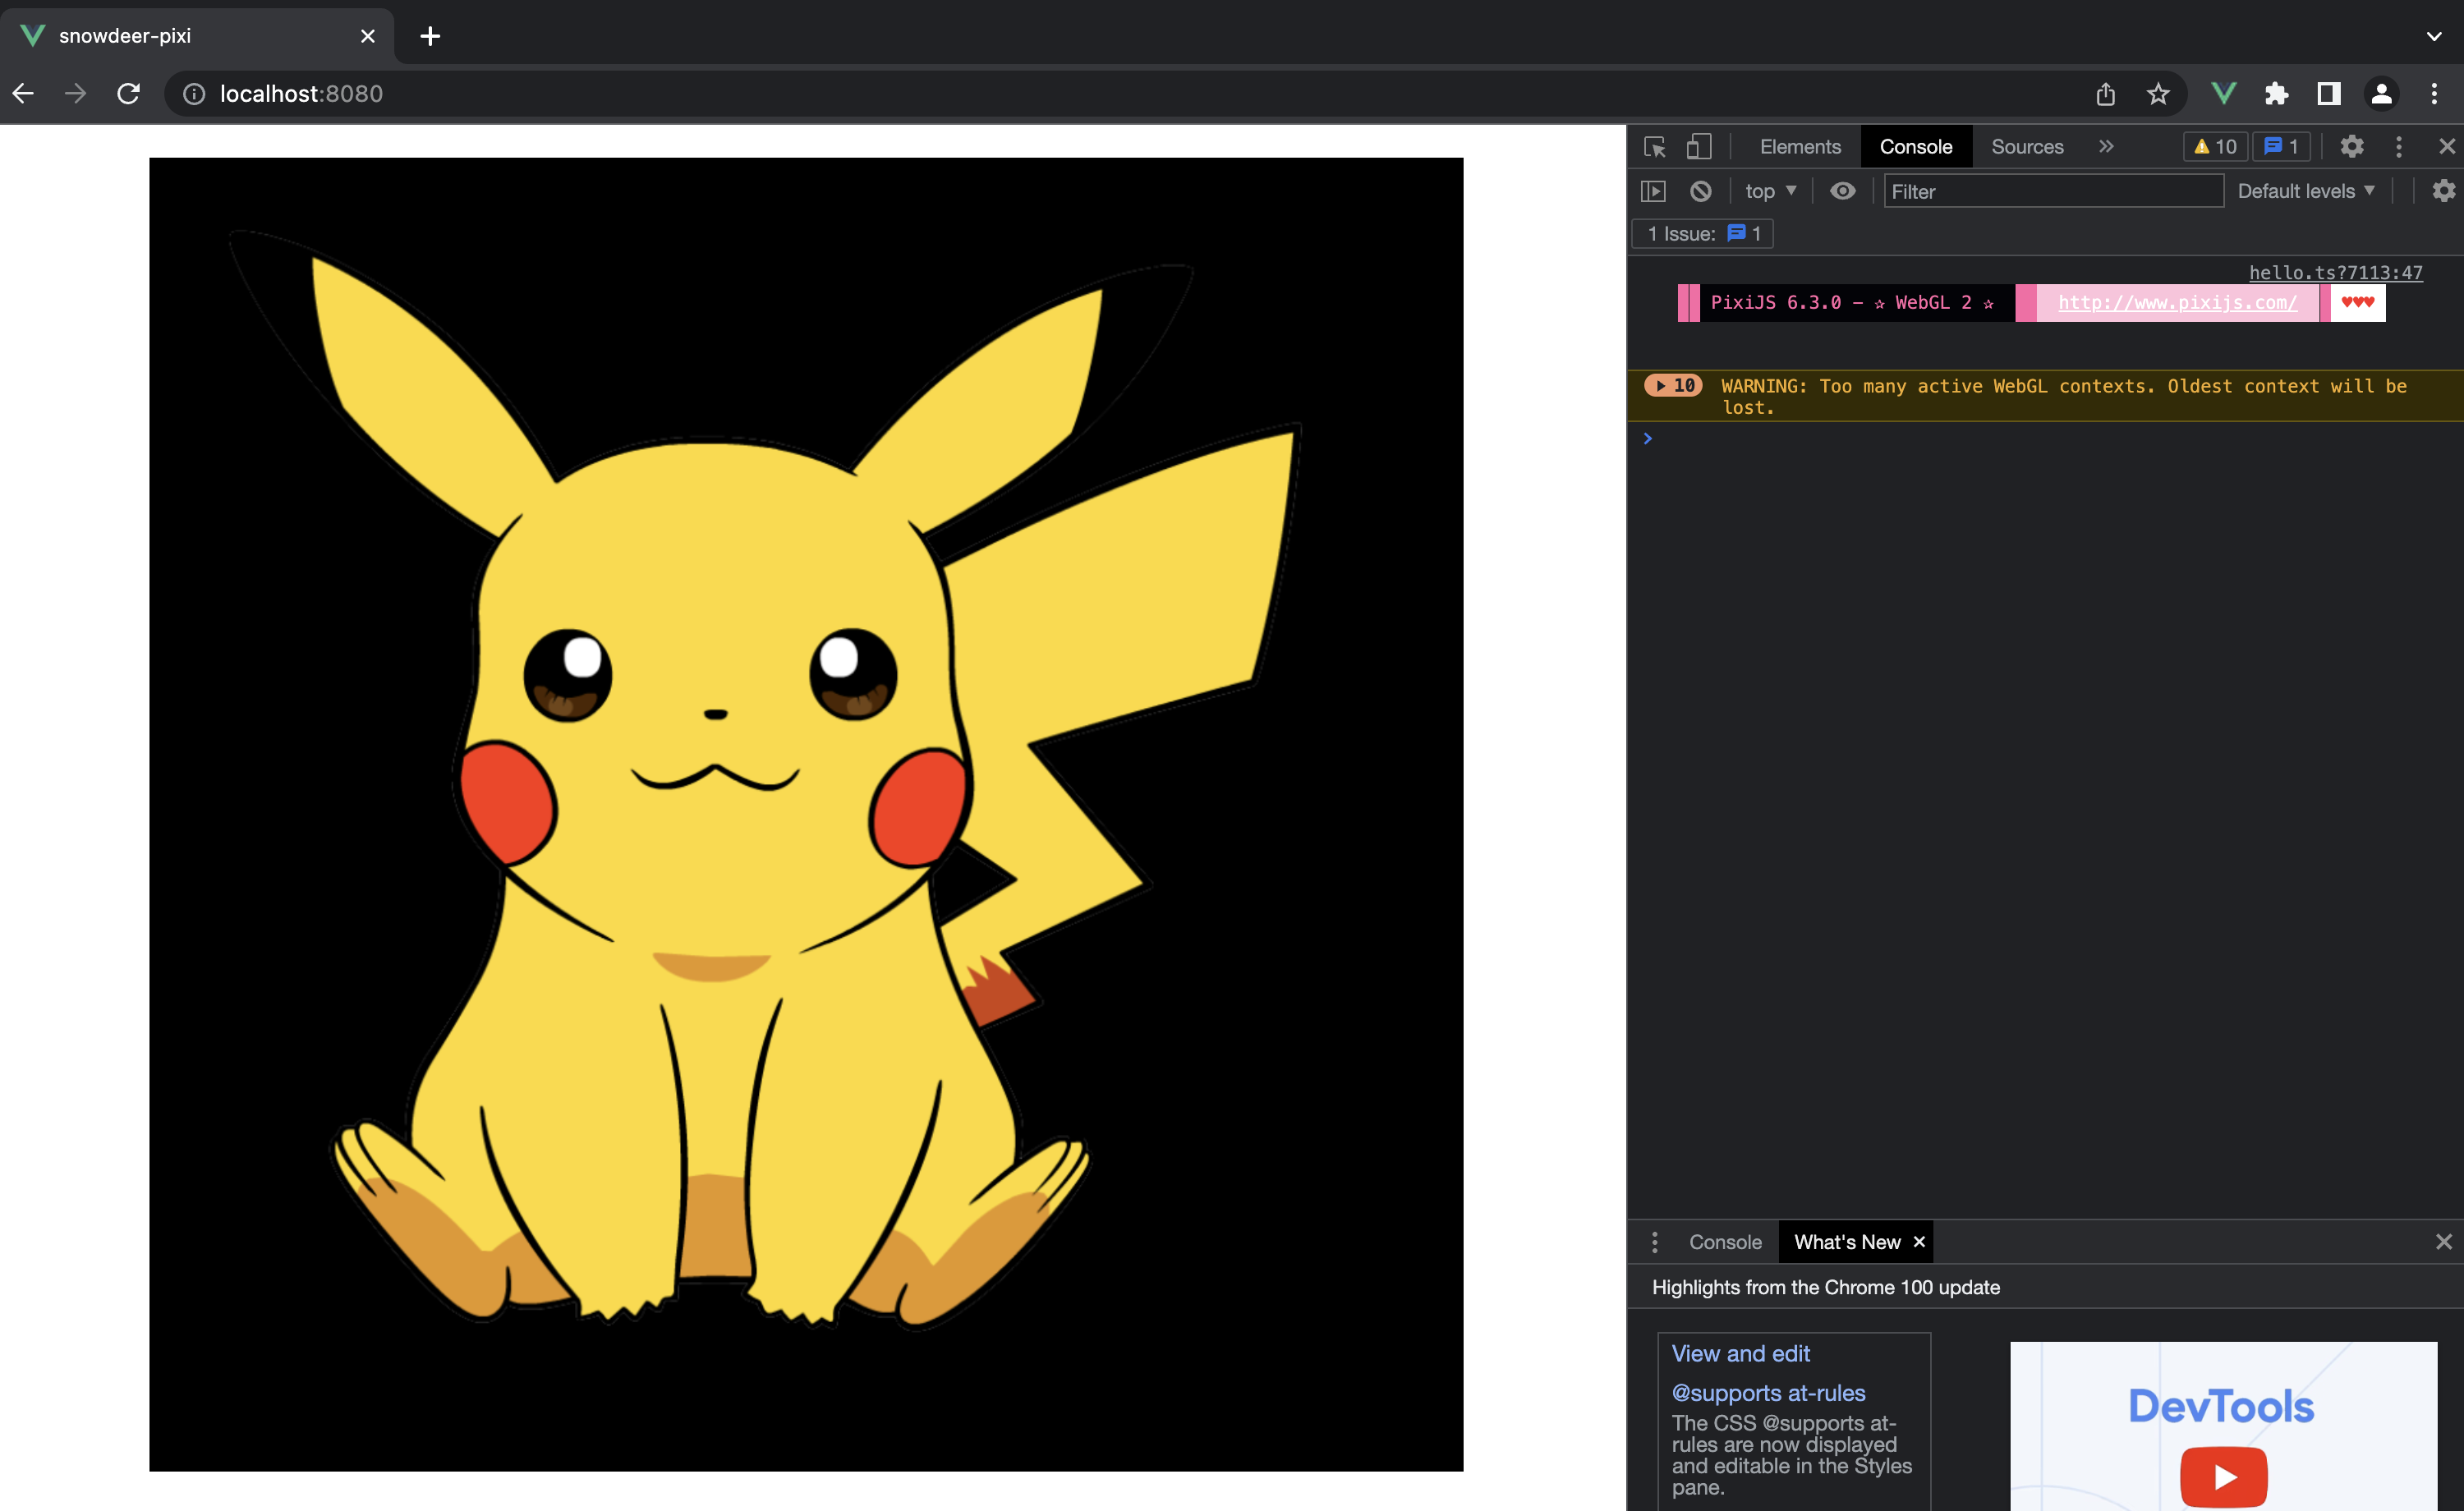 snowdeer-pixi
localhost:8080
Elements Console Sources 10 1
top Filter Default levels
1 Issue: 1
hello.ts?7113:47
PixiJS 6.3.0 - ✰ WebGL 2 ✰ http://www.pixijs.com/ ♥♥♥
10 WARNING: Too many active WebGL contexts. Oldest context will be
lost.
Console What's New
Highlights from the Chrome 100 update
View and edit
@supports at-rules
The CSS @supports at-
rules are now displayed
and editable in the Styles
pane.
DevTools